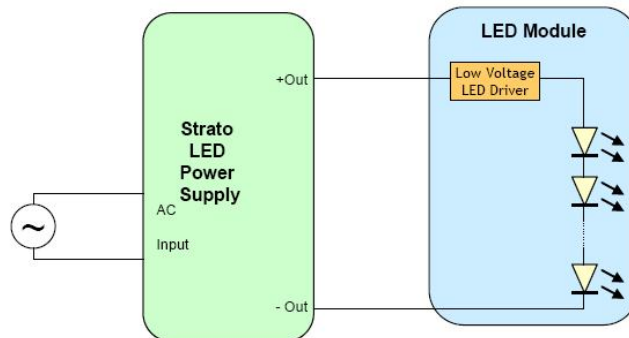 LED Module
Low Voltage
LED Driver
+Out
Strato
LED
Power
Supply
AC
Input
- Out
~